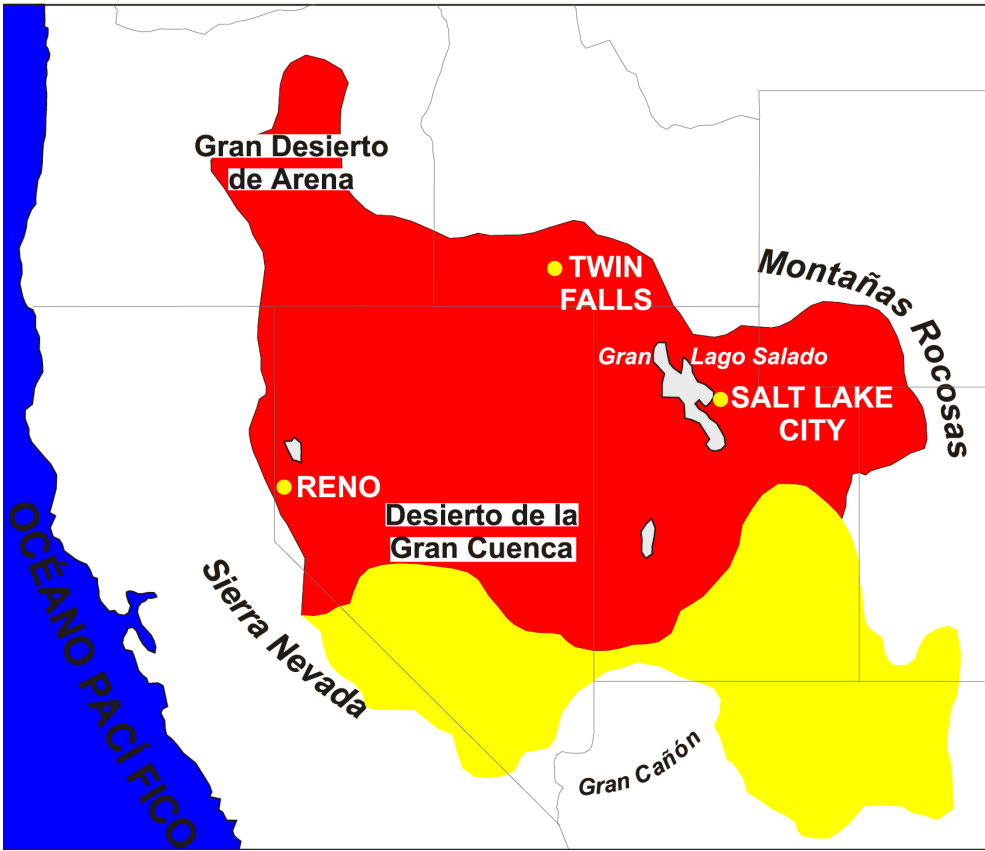 Gran Desierto
de Arena
TWIN
FALLS
Montañas Rocosas
Gran Lago Salado
SALT LAKE
CITY
RENO
Desierto de la
Gran Cuenca
OCÉANO PACÍFICO
Sierra Nevada
Gran Cañón